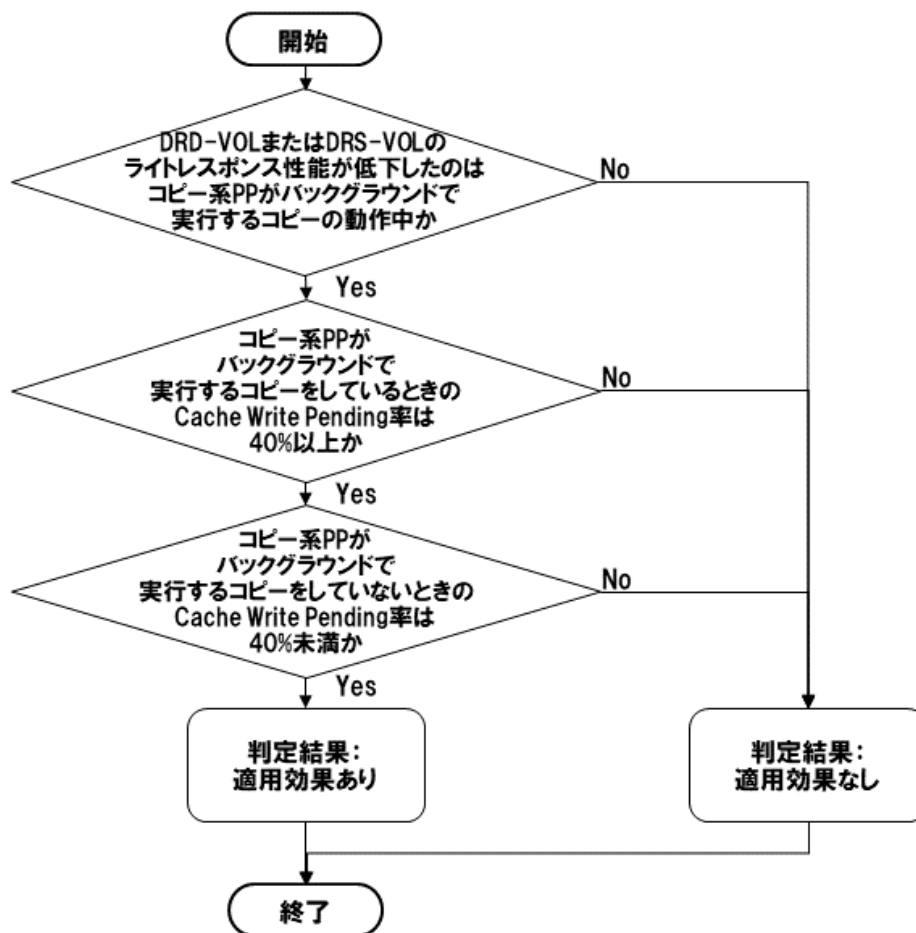 開始
DRD-VOLまたはDRS-VOLの
ライトレスポンス性能が低下したのは
コピー系PPがバックグラウンドで
実行するコピーの動作中か
No
Yes
コピー系PPが
バックグラウンドで
実行するコピーをしているときの
Cache Write Pending率は
40%以上か
No
Yes
コピー系PPが
バックグラウンドで
実行するコピーをしていないときの
Cache Write Pending率は
40%未満か
No
Yes
判定結果:
適用効果あり
判定結果:
適用効果なし
終了